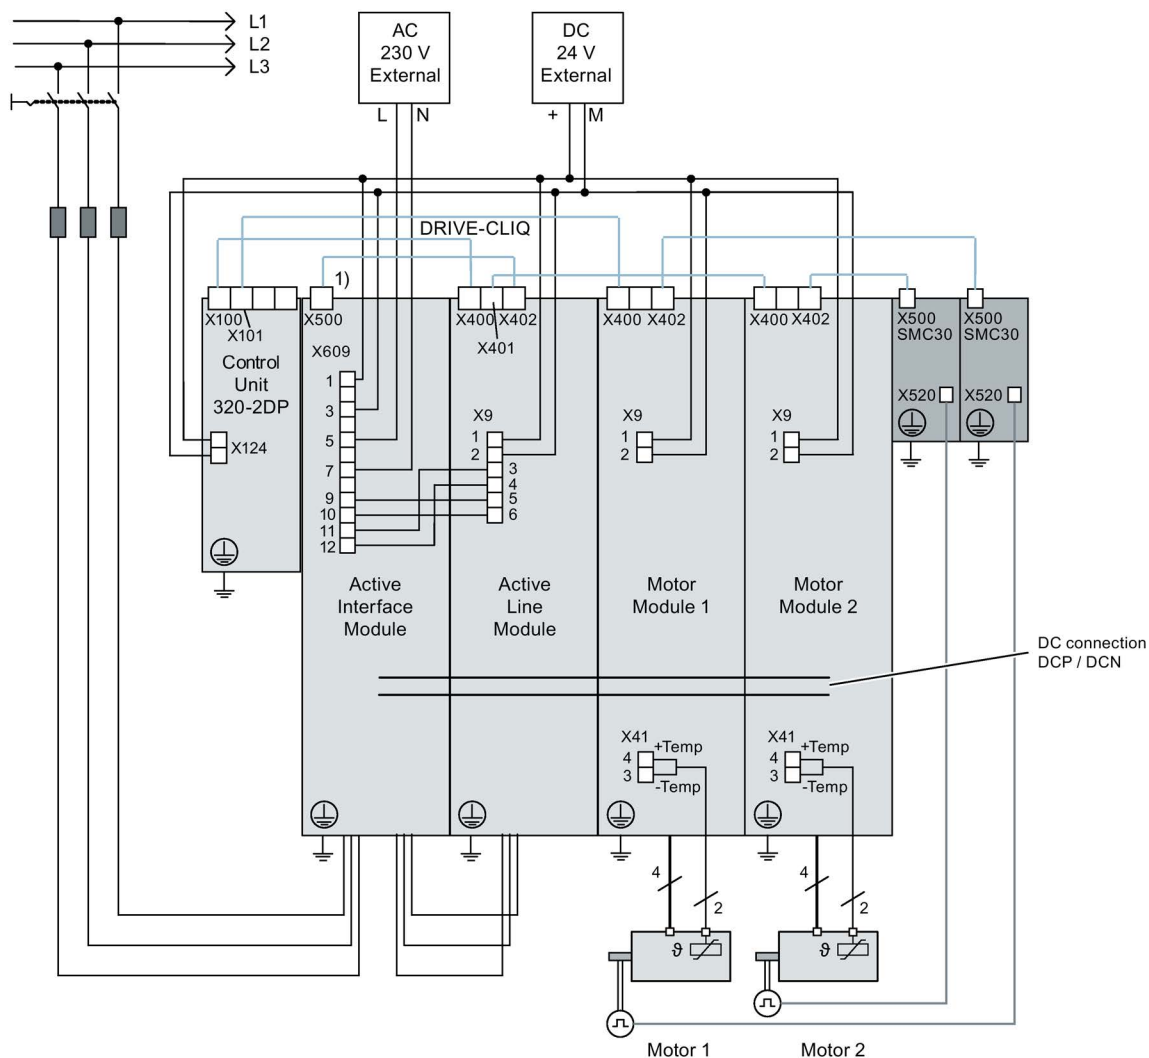 L1
L2
L3
AC
230 V
External
DC
24 V
External
L N
+ M
DRIVE-CLIQ
1)
X100
X101
X500
X400 X402
X401
X400 X402
X400 X402
X500
SMC30
X500
SMC30
Control
Unit
320-2DP
X124
X609
1
3
5
7
9
10
11
12
X9
1
2
3
4
5
6
X9
1
2
X9
1
2
X520
X520
Active
Interface
Module
Active
Line
Module
Motor
Module 1
Motor
Module 2
DC connection
DCP / DCN
X41
4
3
+Temp
-Temp
X41
4
3
+Temp
-Temp
4
2
4
2
ϑ
ϑ
Motor 1
Motor 2